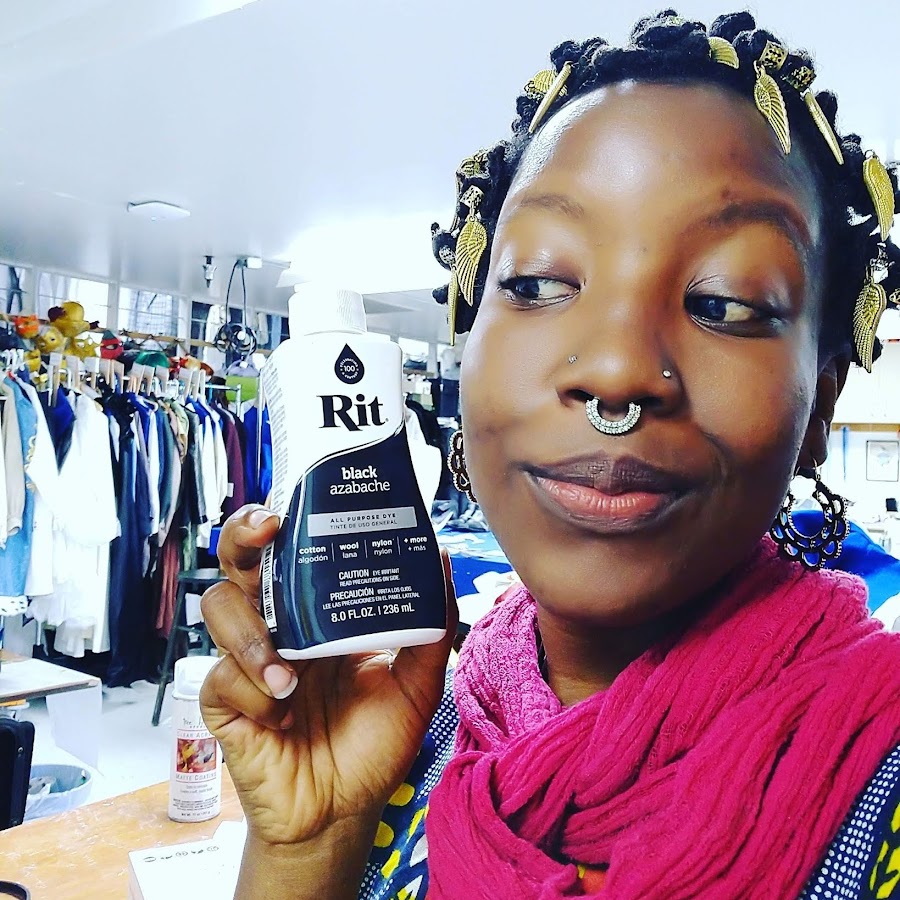 100
Rit
black
azabache
ALL PURPOSE DYE
TINTE DE USO GENERAL
cotton | wool | nylon | + more
algodón | lana | nylon | + más
CAUTION EYE IRRITANT
READ PRECAUTIONS ON SIDE.
PRECAUCIÓN IRRITA LOS OJOS
LEE LAS PRECAUCIONES EN EL PANEL LATERAL
8.0 FL.OZ. | 236 mL
CLEAR
MATTE COATING